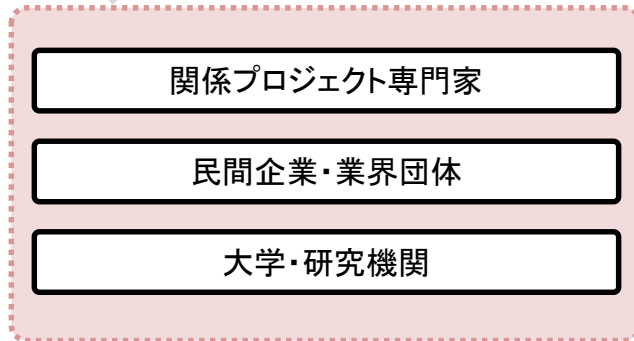 関係プロジェクト専門家
民間企業・業界団体
大学・研究機関